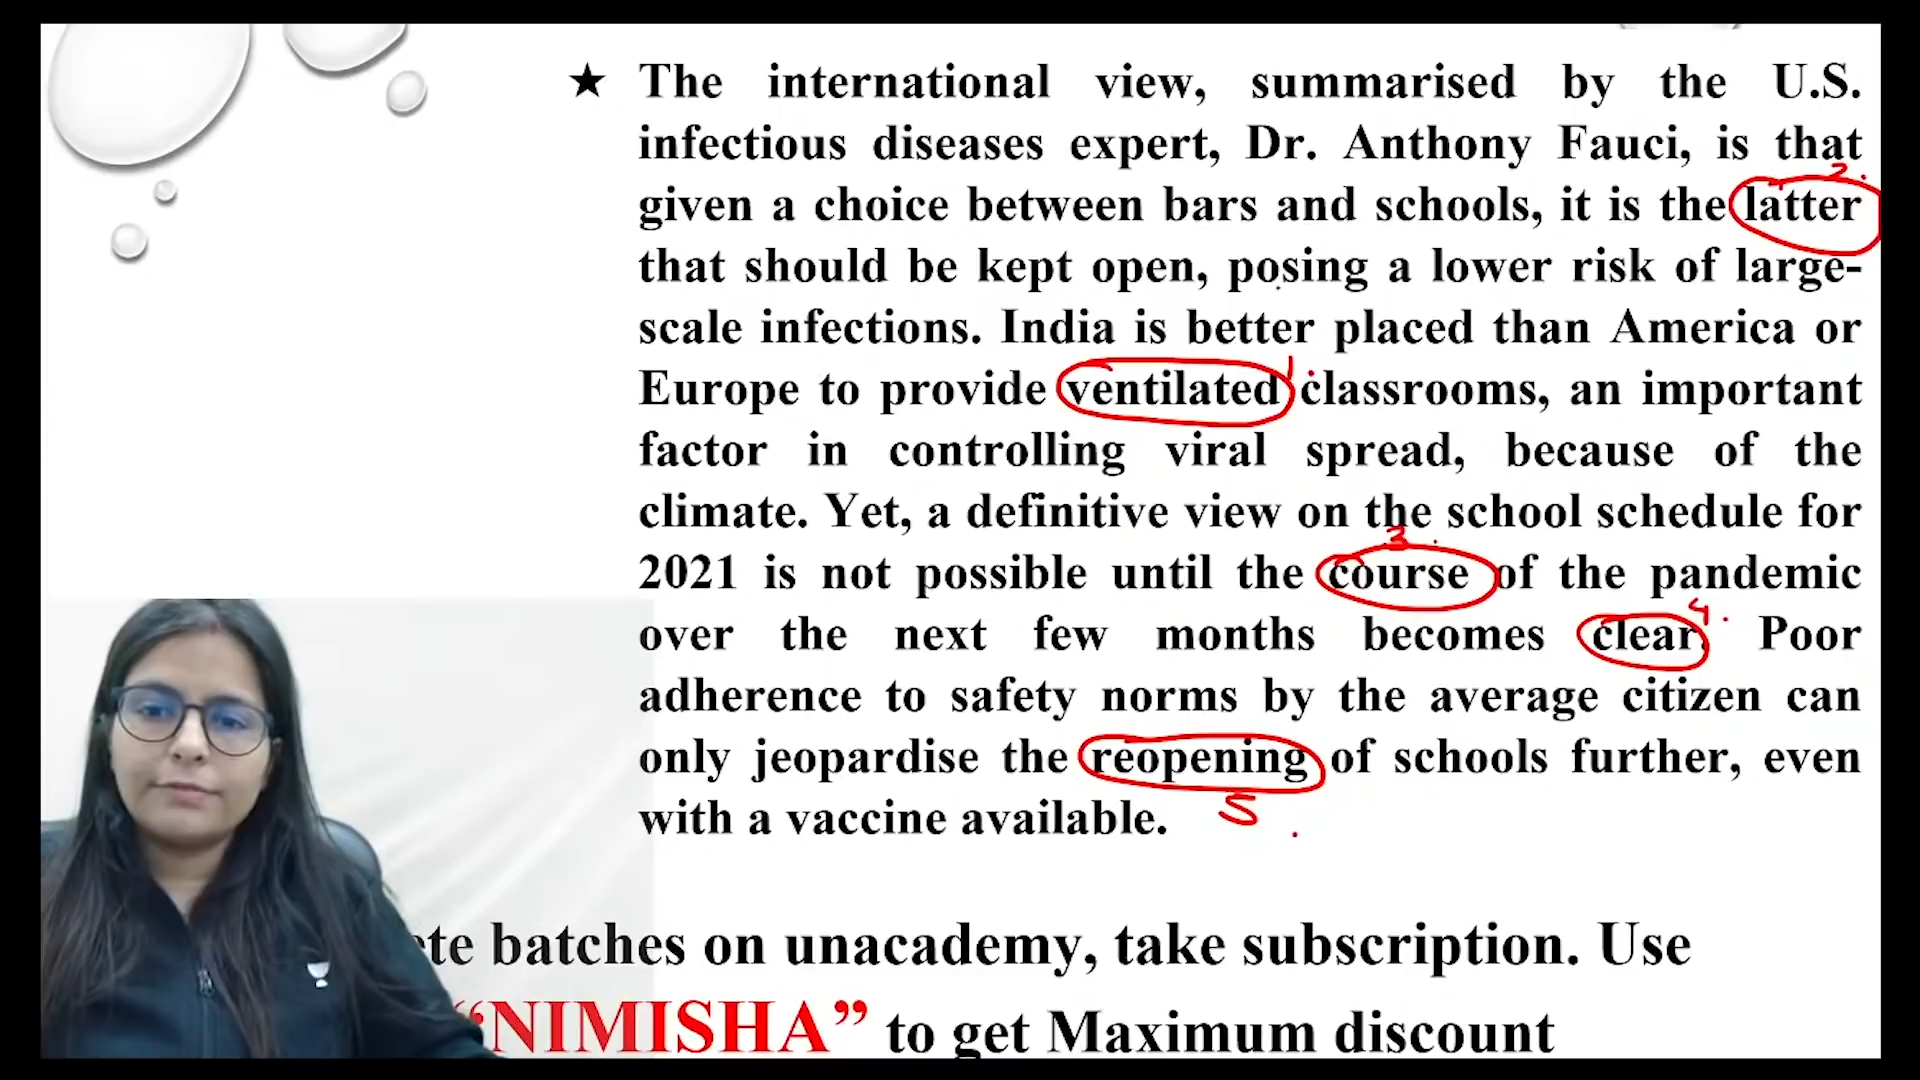 ★ The international view, summarised by the U.S.
infectious diseases expert, Dr. Anthony Fauci, is that
2.
given a choice between bars and schools, it is the latter
that should be kept open, posing a lower risk of large-
scale infections. India is better placed than America or
1.
Europe to provide ventilated classrooms, an important
factor in controlling viral spread, because of the
climate. Yet, a definitive view on the school schedule for
3.
2021 is not possible until the course of the pandemic
4.
over the next few months becomes clear. Poor
adherence to safety norms by the average citizen can
only jeopardise the reopening of schools further, even
5.
with a vaccine available.
ete batches on unacademy, take subscription. Use
“NIMISHA” to get Maximum discount